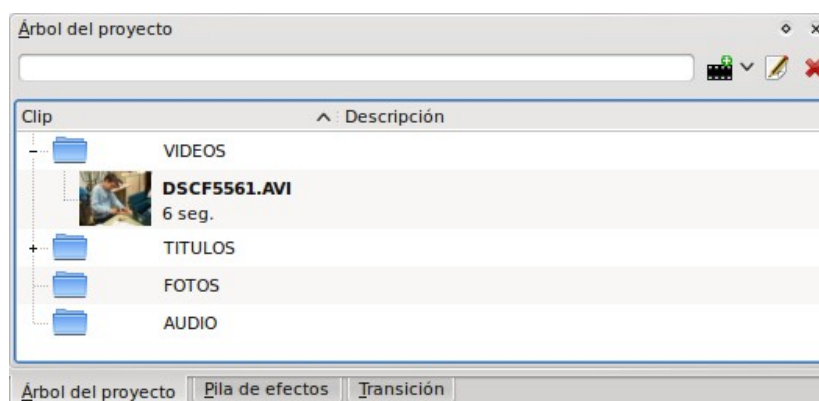 Árbol del proyecto
Clip Descripción
VIDEOS
DSCF5561.AVI
6 seg.
TITULOS
FOTOS
AUDIO
Árbol del proyecto Pila de efectos Transición